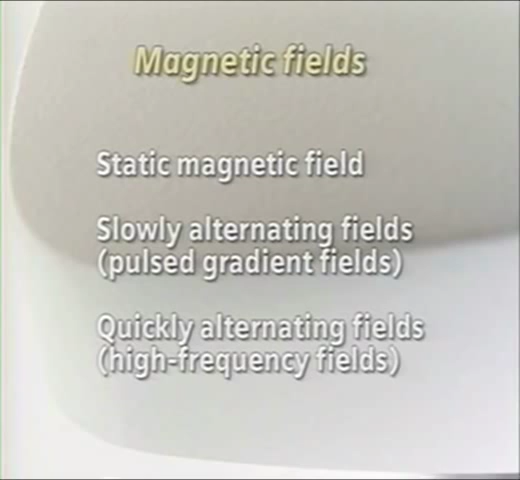 Magnetic fields
Static magnetic field
Slowly alternating fields
(pulsed gradient fields)
Quickly alternating fields
(high-frequency fields)